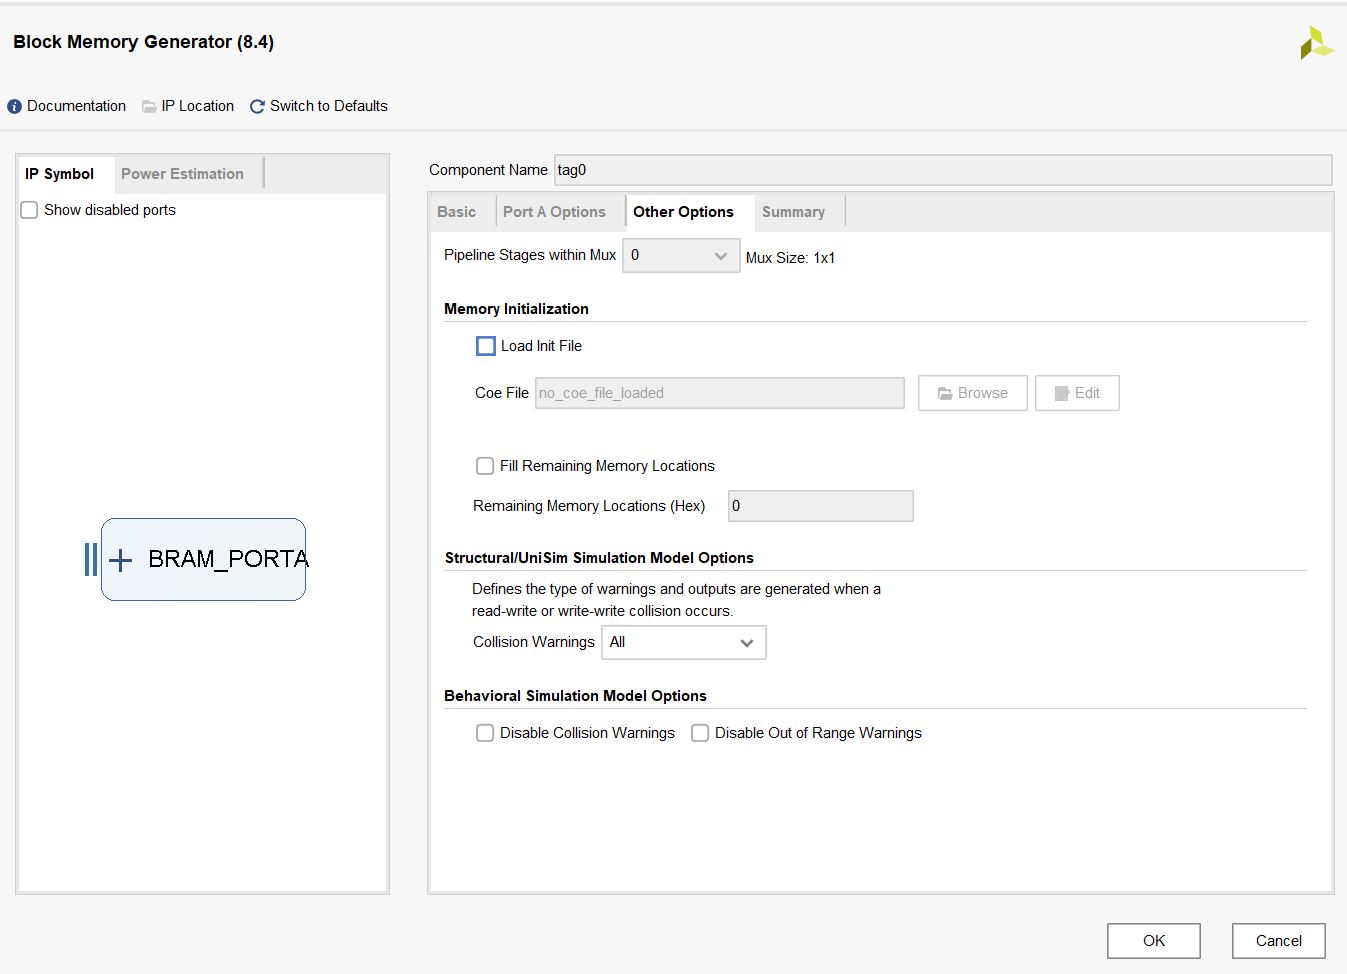 Block Memory Generator (8.4)
Documentation IP Location Switch to Defaults
IP Symbol Power Estimation
Show disabled ports
BRAM_PORTA
Component Name tag0
Basic Port A Options Other Options Summary
Pipeline Stages within Mux 0 Mux Size: 1x1
Memory Initialization
Load Init File
Coe File no_coe_file_loaded Browse Edit
Fill Remaining Memory Locations
Remaining Memory Locations (Hex) 0
Structural/UniSim Simulation Model Options
Defines the type of warnings and outputs are generated when a
read-write or write-write collision occurs.
Collision Warnings All
Behavioral Simulation Model Options
Disable Collision Warnings Disable Out of Range Warnings
OK Cancel